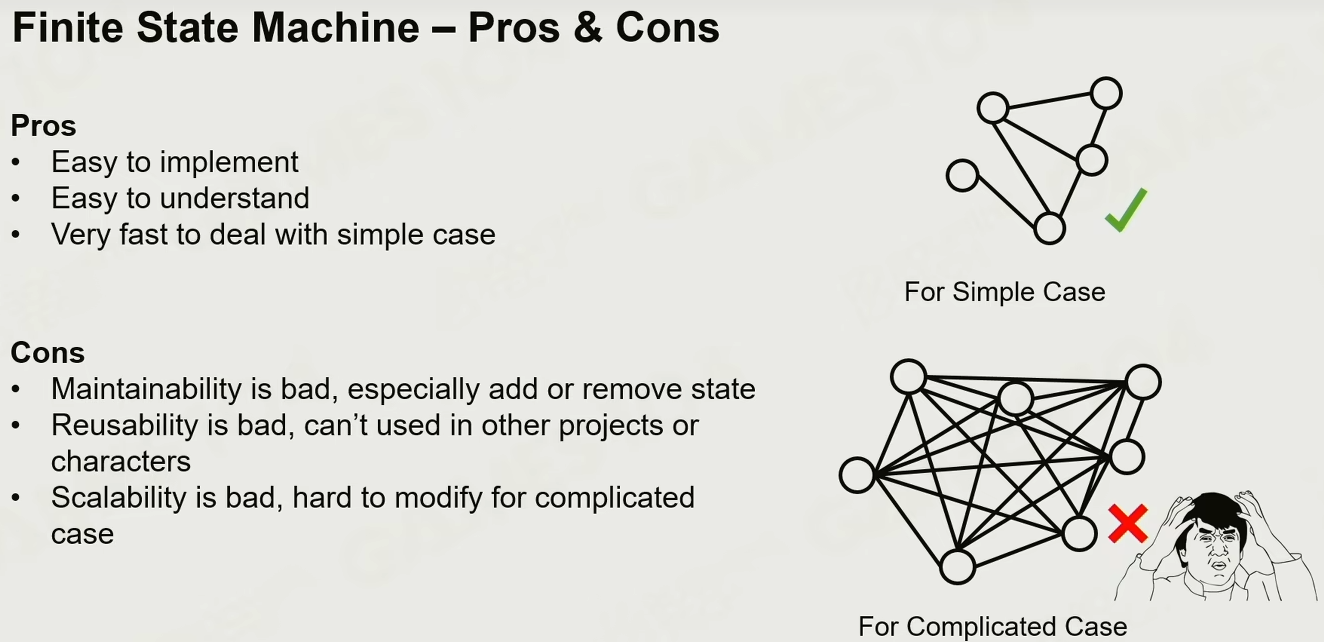 Finite State Machine – Pros & Cons
Pros
• Easy to implement
• Easy to understand
• Very fast to deal with simple case
For Simple Case
Cons
• Maintainability is bad, especially add or remove state
• Reusability is bad, can’t used in other projects or
characters
• Scalability is bad, hard to modify for complicated
case
For Complicated Case